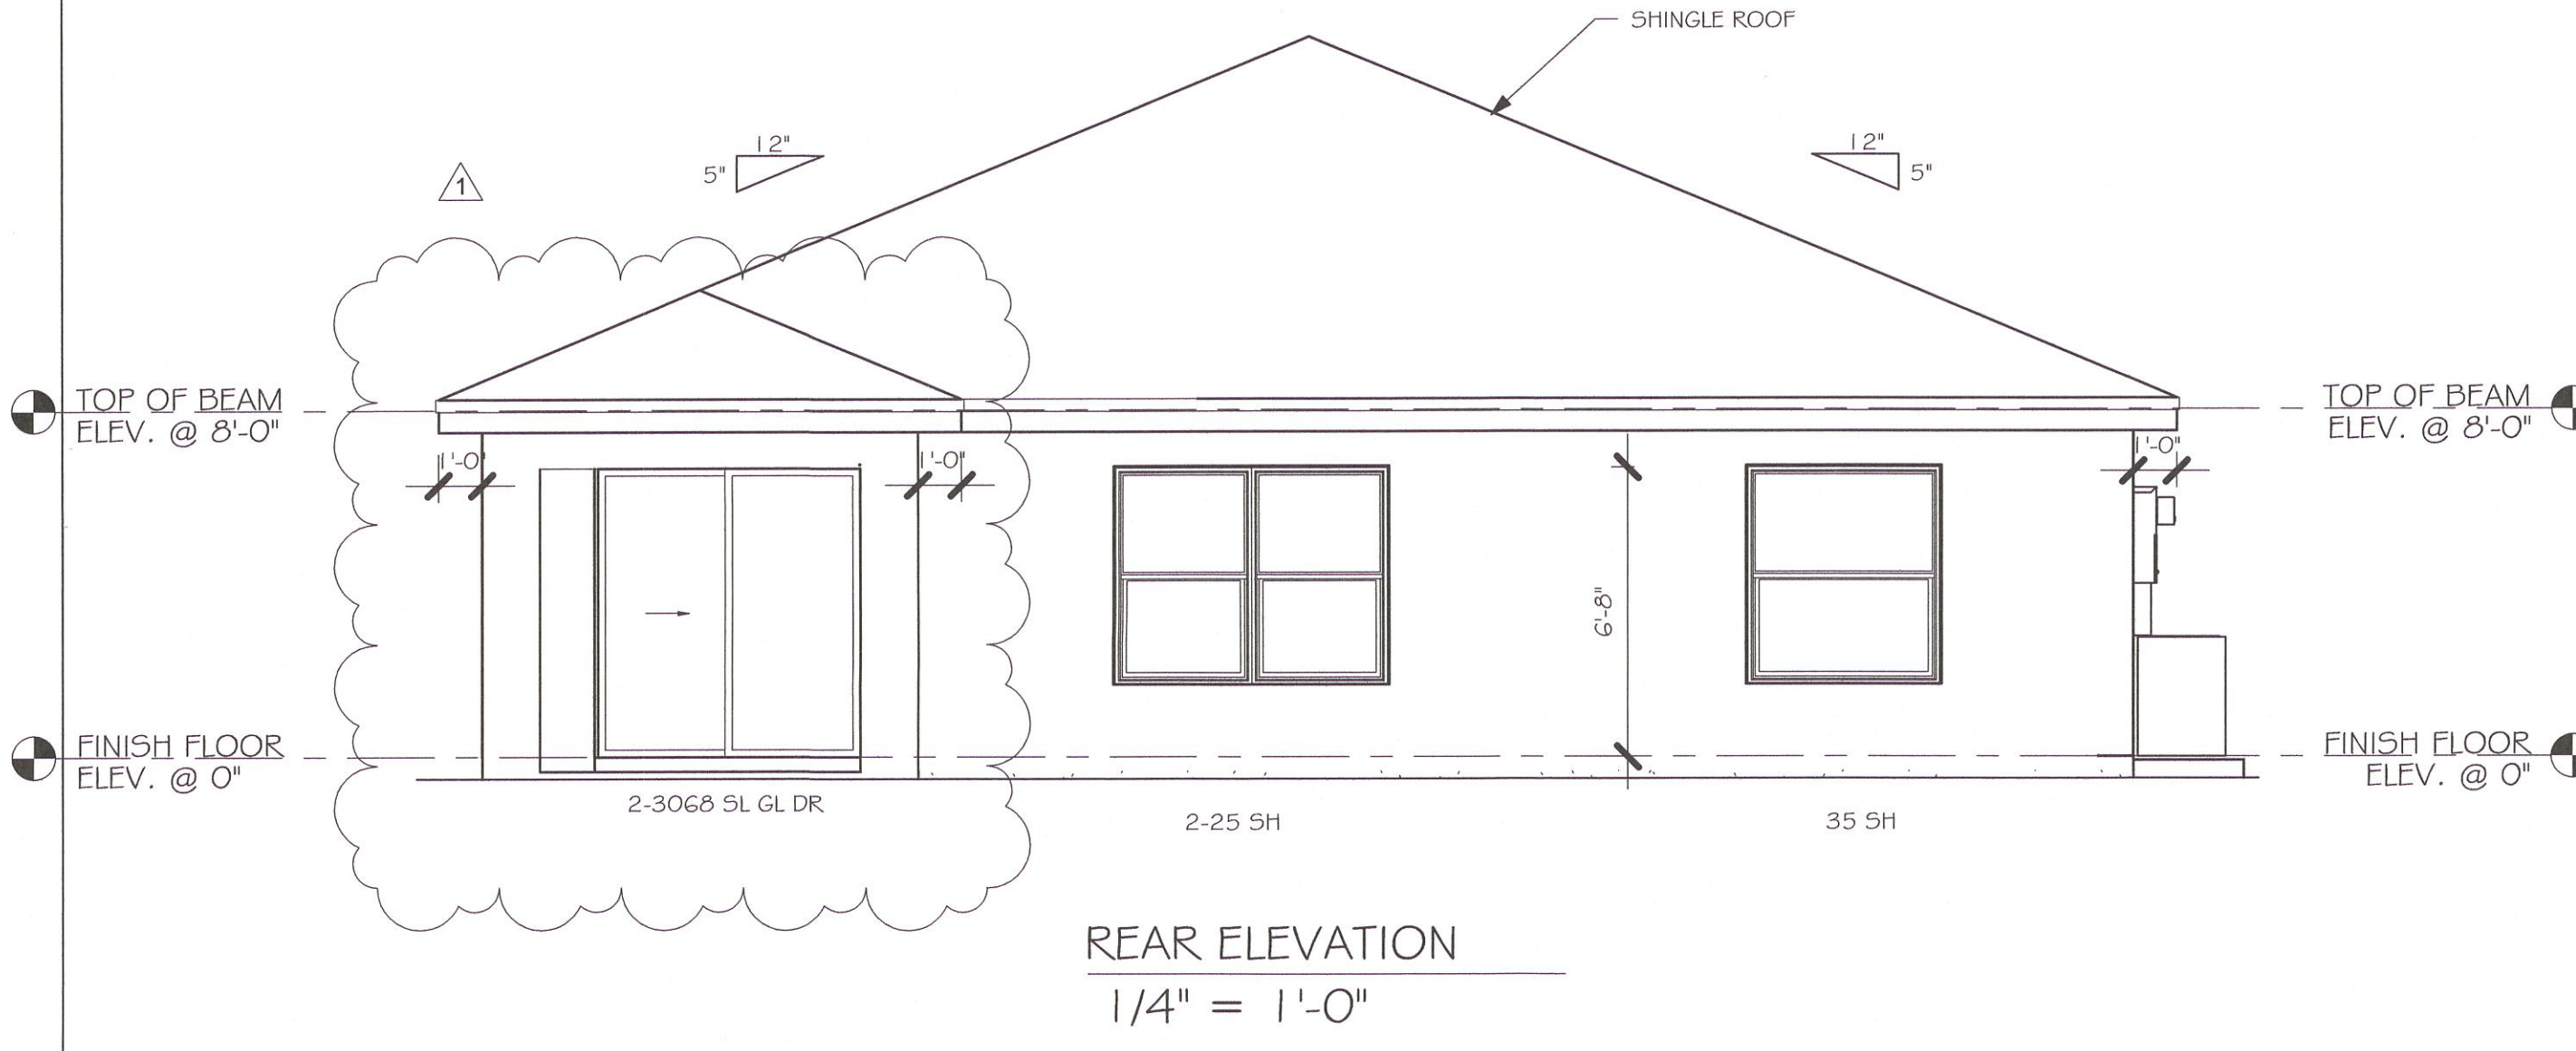 SHINGLE ROOF
12"
5"
12"
5"
1
TOP OF BEAM
ELEV. @ 8'-0"
TOP OF BEAM
ELEV. @ 8'-0"
1'-0"
1'-0"
1'-0"
6'-8"
FINISH FLOOR
ELEV. @ 0"
FINISH FLOOR
ELEV. @ 0"
2-3068 SL GL DR
2-25 SH
35 SH
REAR ELEVATION
1/4" = 1'-0"